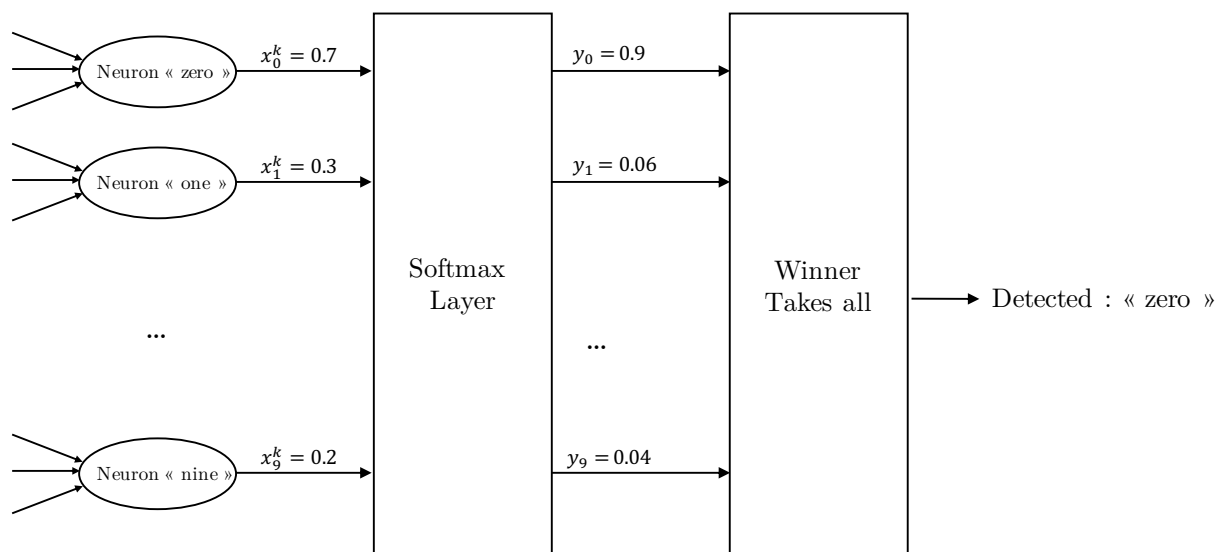 Neuron « zero »
$x_0^k = 0.7$
$y_0 = 0.9$
Neuron « one »
$x_1^k = 0.3$
$y_1 = 0.06$
Softmax
Layer
Winner
Takes all
Detected : « zero »
...
...
Neuron « nine »
$x_9^k = 0.2$
$y_9 = 0.04$